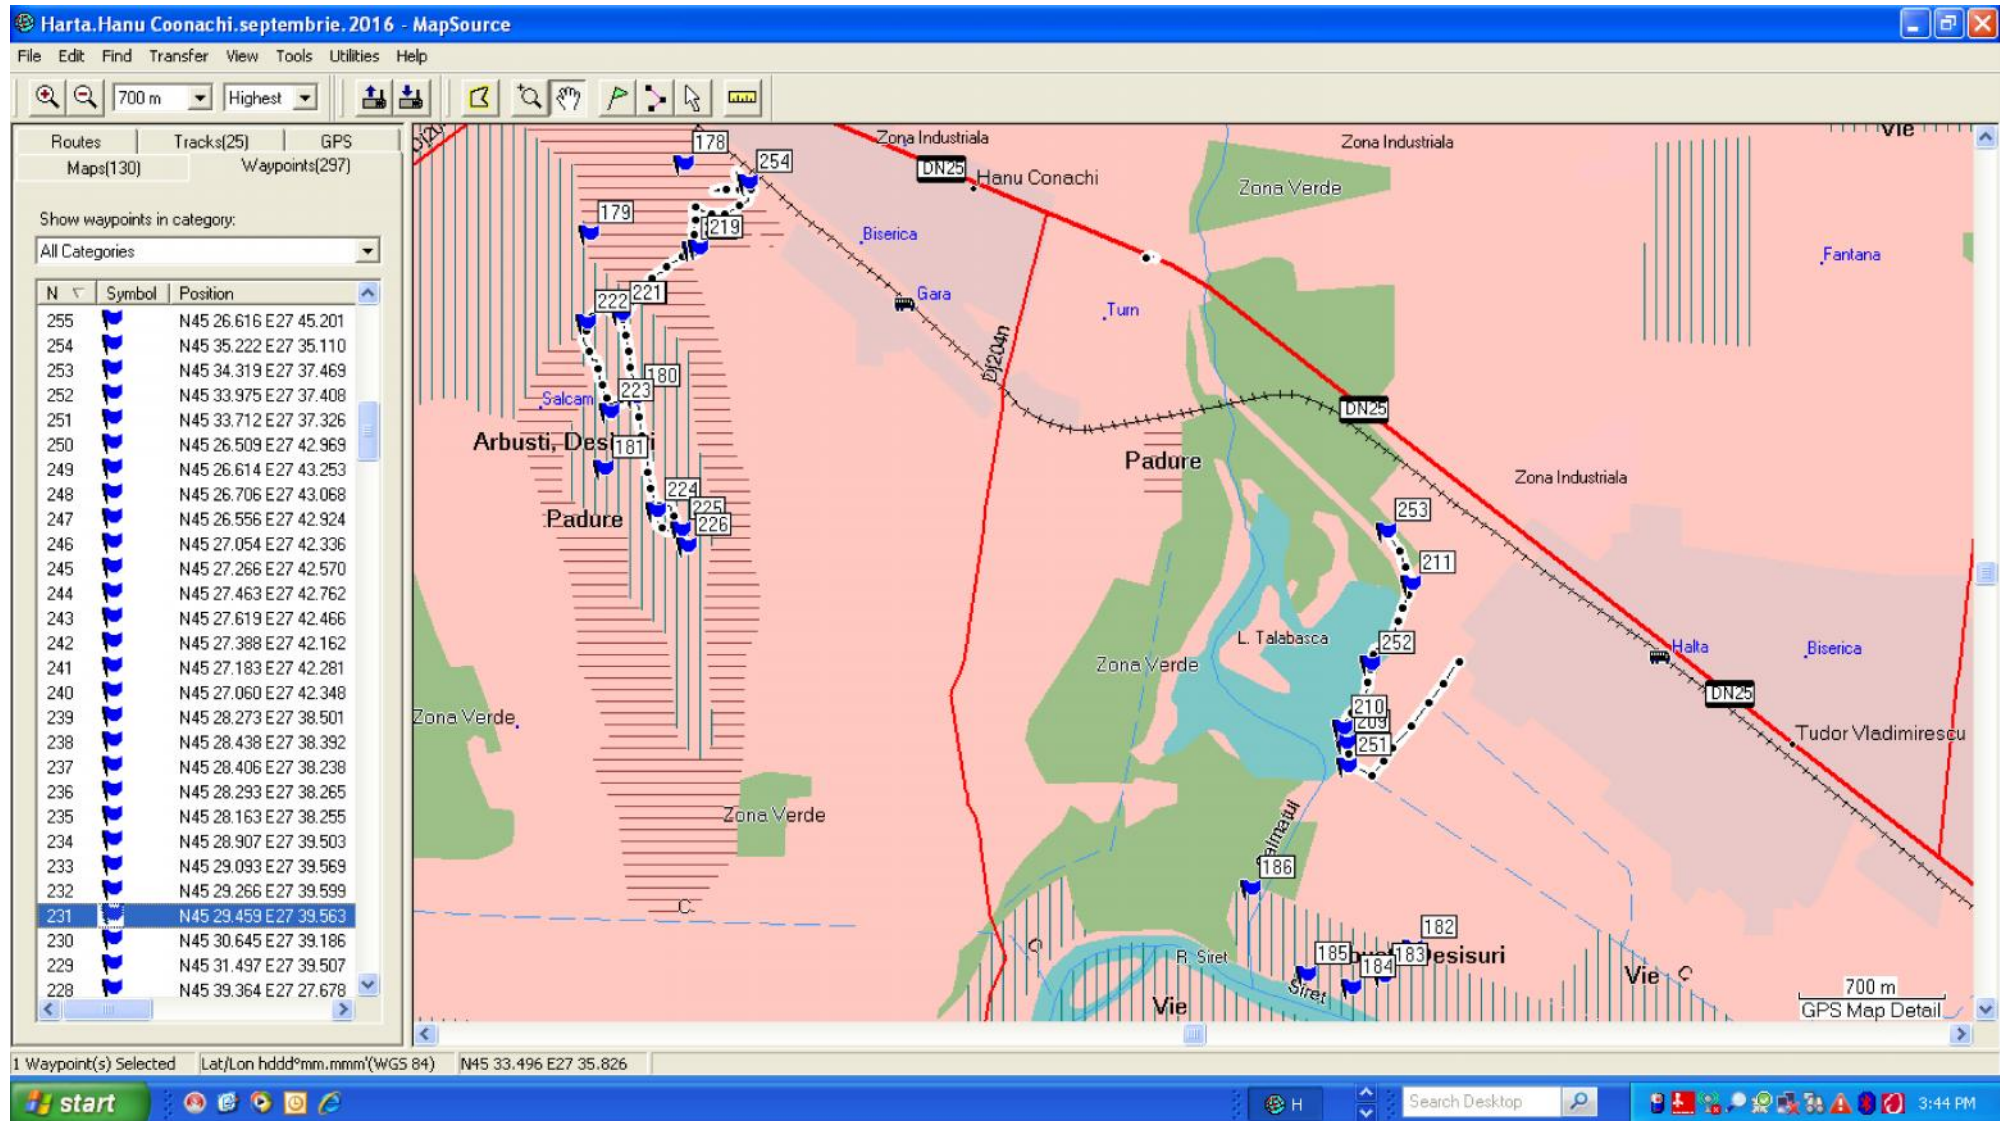 Harta.Hanu Coonachi.septembrie.2016 - MapSource
File Edit Find Transfer View Tools Utilities Help
700 m Highest
Routes Tracks(25) GPS
Maps(130) Waypoints(297)
Show waypoints in category:
All Categories
N Symbol Position
255 N45 26.616 E27 45.201
254 N45 35.222 E27 35.110
253 N45 34.319 E27 37.469
252 N45 33.975 E27 37.408
251 N45 33.712 E27 37.326
250 N45 26.509 E27 42.969
249 N45 26.614 E27 43.253
248 N45 26.706 E27 43.068
247 N45 26.556 E27 42.924
246 N45 27.054 E27 42.336
245 N45 27.266 E27 42.570
244 N45 27.463 E27 42.762
243 N45 27.619 E27 42.466
242 N45 27.388 E27 42.162
241 N45 27.183 E27 42.281
240 N45 27.060 E27 42.348
239 N45 28.273 E27 38.501
238 N45 28.438 E27 38.392
237 N45 28.406 E27 38.238
236 N45 28.293 E27 38.265
235 N45 28.163 E27 38.255
234 N45 28.907 E27 39.503
233 N45 29.093 E27 39.569
232 N45 29.266 E27 39.599
231 N45 29.459 E27 39.563
230 N45 30.645 E27 39.186
229 N45 31.497 E27 39.507
228 N45 39.364 E27 27.678
Vie
178
Zona Industriala
Zona Industriala
254
DN25
Hanu Conachi
Zona Verde
179
219
Biserica
Fantana
221
222
Gara
Turn
Dj204n
180
223
Salcam
DN25
Arbusti,
181
Padure
Zona Industriala
224
225
226
Padure
253
211
L. Talabasca
252
Zona Verde
Halta
Biserica
DN25
Zona Verde
210
209
251
Tudor Vladimirescu
Zona Verde
186
C
182
C
R. Siret
185
183
Desisuri
184
Siret
Vie
C
Vie
700 m
GPS Map Detail
1 Waypoint(s) Selected Lat/Lon hddd°mm.mmm'(WGS 84) N45 33.496 E27 35.826
start H Search Desktop 3:44 PM